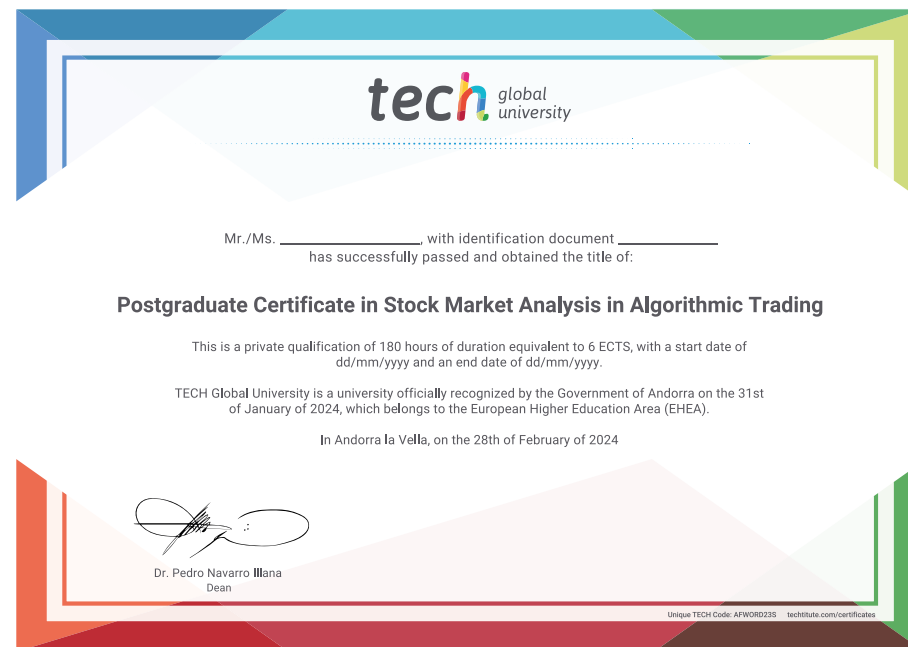 tech global university
Mr./Ms. ____________________, with identification document ______________
has successfully passed and obtained the title of:
Postgraduate Certificate in Stock Market Analysis in Algorithmic Trading
This is a private qualification of 180 hours of duration equivalent to 6 ECTS, with a start date of
dd/mm/yyyy and an end date of dd/mm/yyyy.
TECH Global University is a university officially recognized by the Government of Andorra on the 31st
of January of 2024, which belongs to the European Higher Education Area (EHEA).
In Andorra la Vella, on the 28th of February of 2024
Dr. Pedro Navarro Illana
Dean
Unique TECH Code: AFWORD23S techtitute.com/certificates